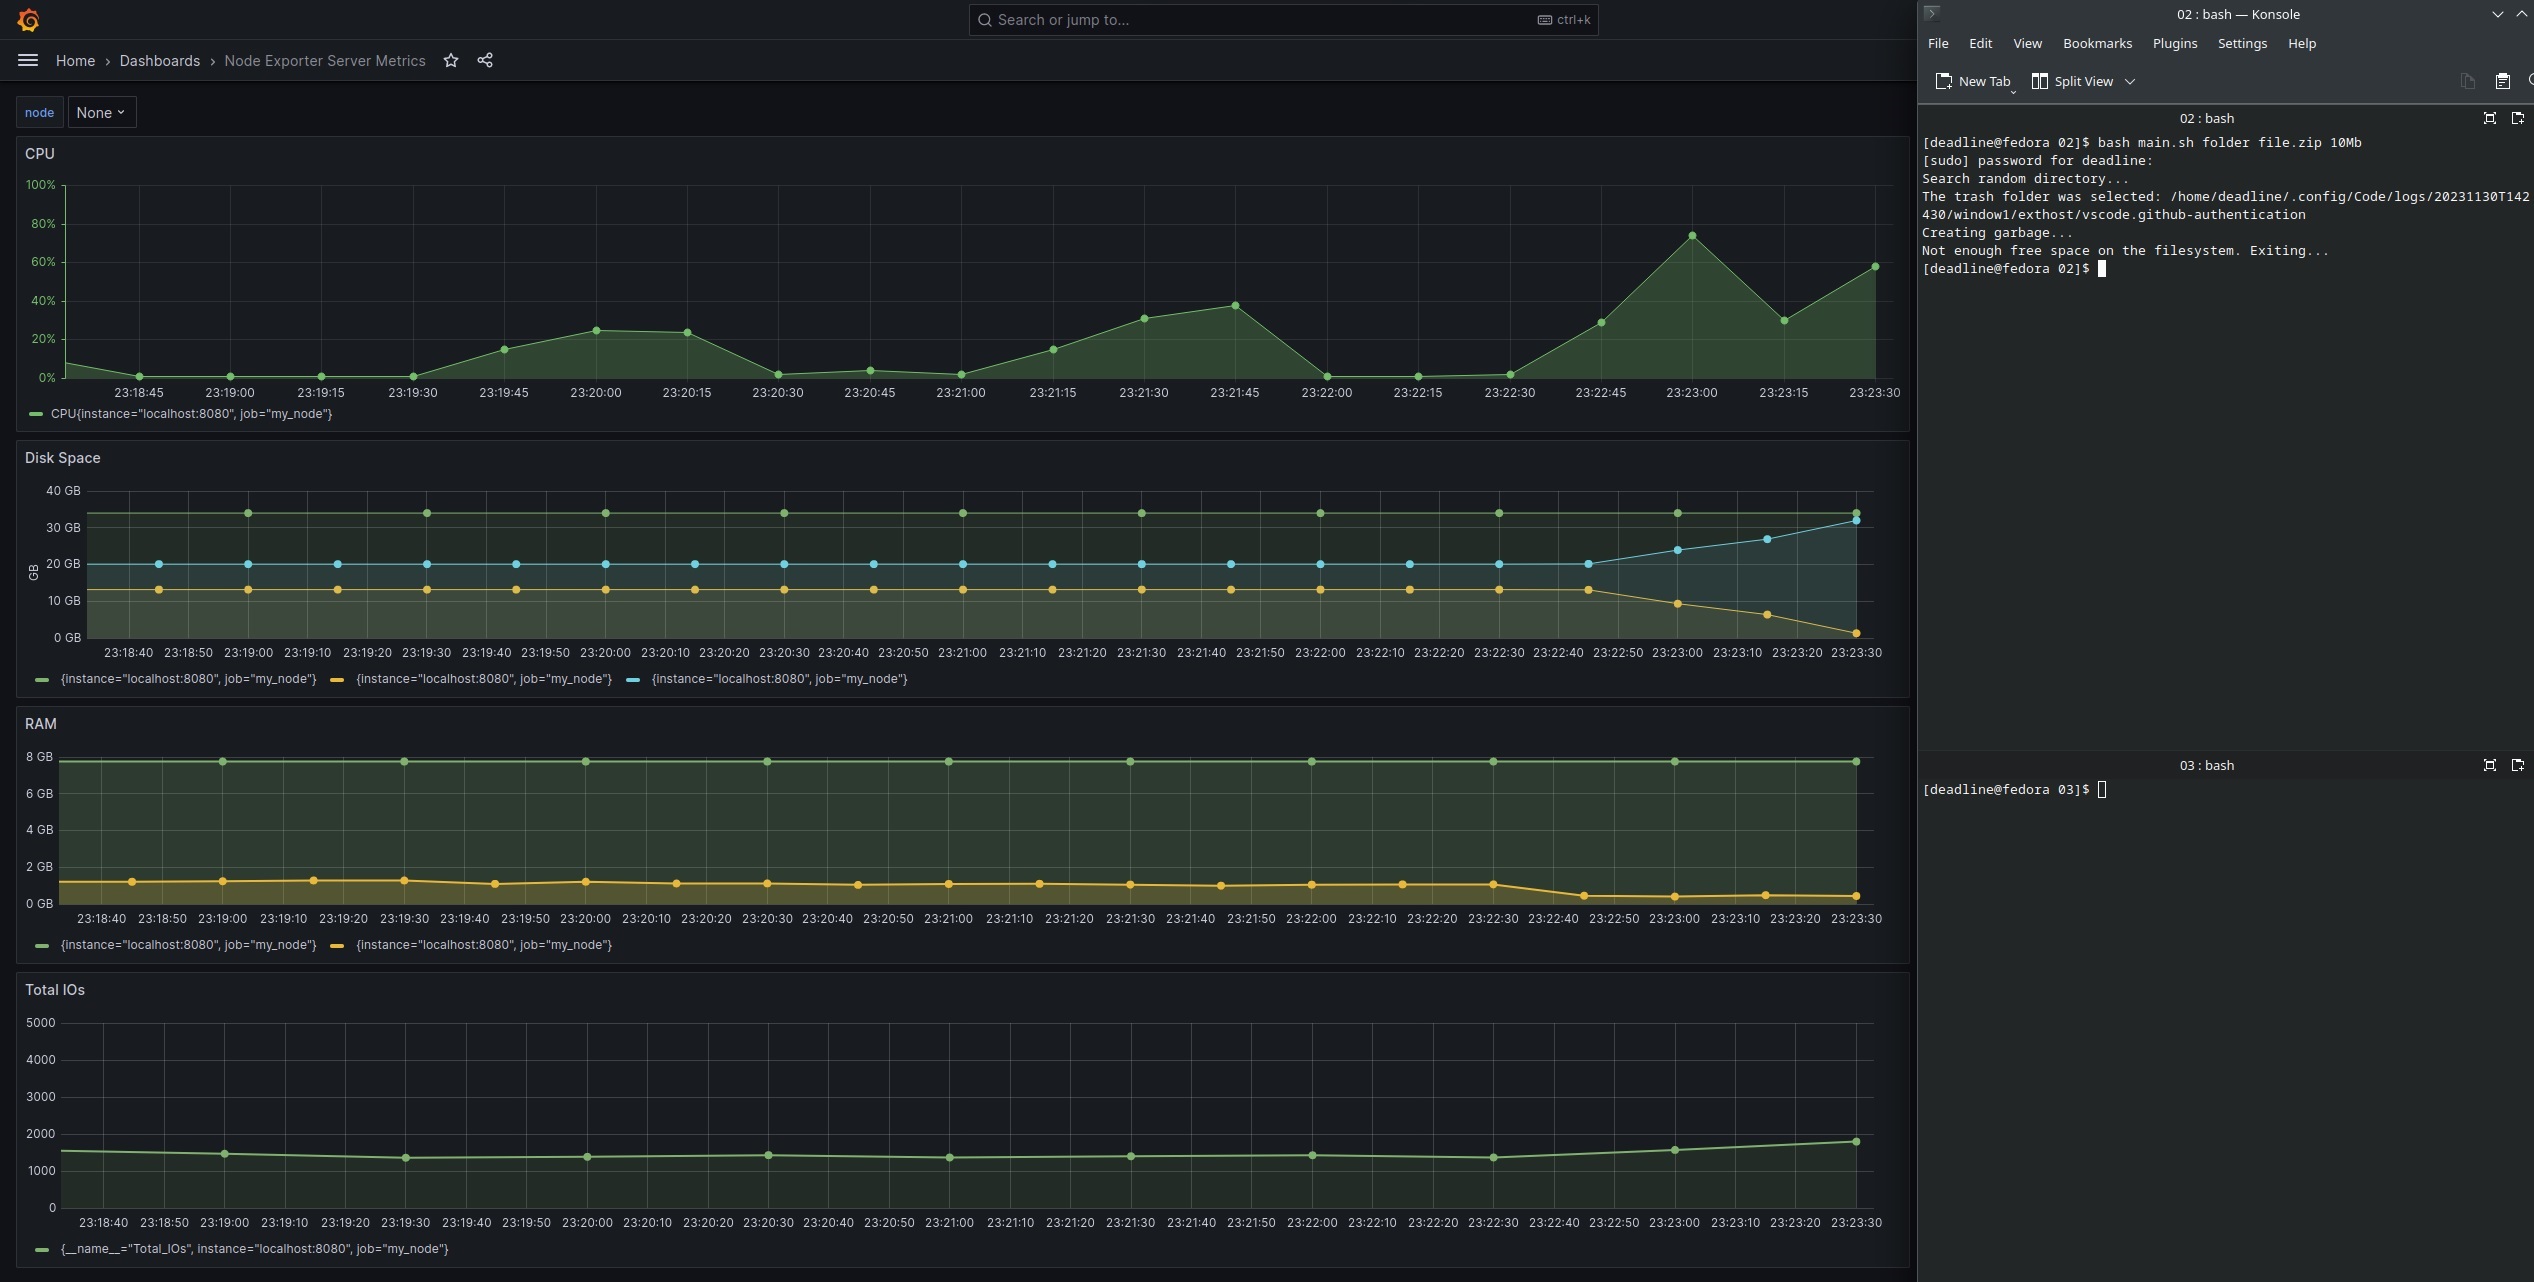 Search or jump to... ctrl+k
Home › Dashboards › Node Exporter Server Metrics
node None
CPU
100%
80%
60%
40%
20%
0%
23:18:45 23:19:00 23:19:15 23:19:30 23:19:45 23:20:00 23:20:15 23:20:30 23:20:45 23:21:00 23:21:15 23:21:30 23:21:45 23:22:00 23:22:15 23:22:30 23:22:45 23:23:00 23:23:15 23:23:30
CPU{instance="localhost:8080", job="my_node"}
Disk Space
GB
40 GB
30 GB
20 GB
10 GB
0 GB
23:18:40 23:18:50 23:19:00 23:19:10 23:19:20 23:19:30 23:19:40 23:19:50 23:20:00 23:20:10 23:20:20 23:20:30 23:20:40 23:20:50 23:21:00 23:21:10 23:21:20 23:21:30 23:21:40 23:21:50 23:22:00 23:22:10 23:22:20 23:22:30 23:22:40 23:22:50 23:23:00 23:23:10 23:23:20 23:23:30
{instance="localhost:8080", job="my_node"} {instance="localhost:8080", job="my_node"} {instance="localhost:8080", job="my_node"}
RAM
8 GB
6 GB
4 GB
2 GB
0 GB
23:18:40 23:18:50 23:19:00 23:19:10 23:19:20 23:19:30 23:19:40 23:19:50 23:20:00 23:20:10 23:20:20 23:20:30 23:20:40 23:20:50 23:21:00 23:21:10 23:21:20 23:21:30 23:21:40 23:21:50 23:22:00 23:22:10 23:22:20 23:22:30 23:22:40 23:22:50 23:23:00 23:23:10 23:23:20 23:23:30
{instance="localhost:8080", job="my_node"} {instance="localhost:8080", job="my_node"}
Total IOs
5000
4000
3000
2000
1000
0
23:18:40 23:18:50 23:19:00 23:19:10 23:19:20 23:19:30 23:19:40 23:19:50 23:20:00 23:20:10 23:20:20 23:20:30 23:20:40 23:20:50 23:21:00 23:21:10 23:21:20 23:21:30 23:21:40 23:21:50 23:22:00 23:22:10 23:22:20 23:22:30 23:22:40 23:22:50 23:23:00 23:23:10 23:23:20 23:23:30
{__name__="Total_IOs", instance="localhost:8080", job="my_node"}
02 : bash — Konsole
File Edit View Bookmarks Plugins Settings Help
New Tab Split View
02 : bash
[deadline@fedora 02]$ bash main.sh folder file.zip 10Mb
[sudo] password for deadline:
Search random directory...
The trash folder was selected: /home/deadline/.config/Code/logs/20231130T142
430/window1/exthost/vscode.github-authentication
Creating garbage...
Not enough free space on the filesystem. Exiting...
[deadline@fedora 02]$
03 : bash
[deadline@fedora 03]$